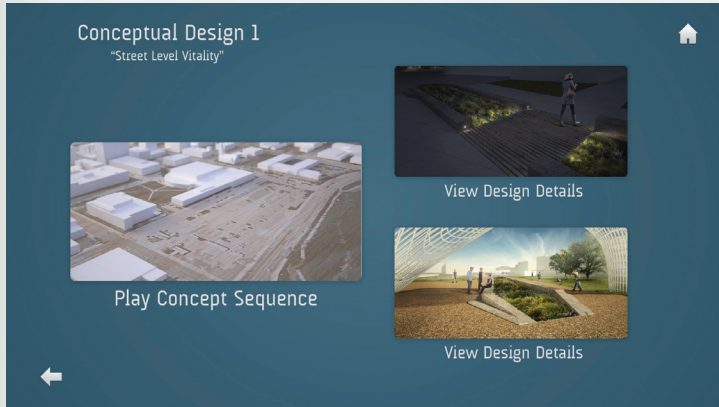 Conceptual Design 1
“Street Level Vitality”
View Design Details
Play Concept Sequence
View Design Details